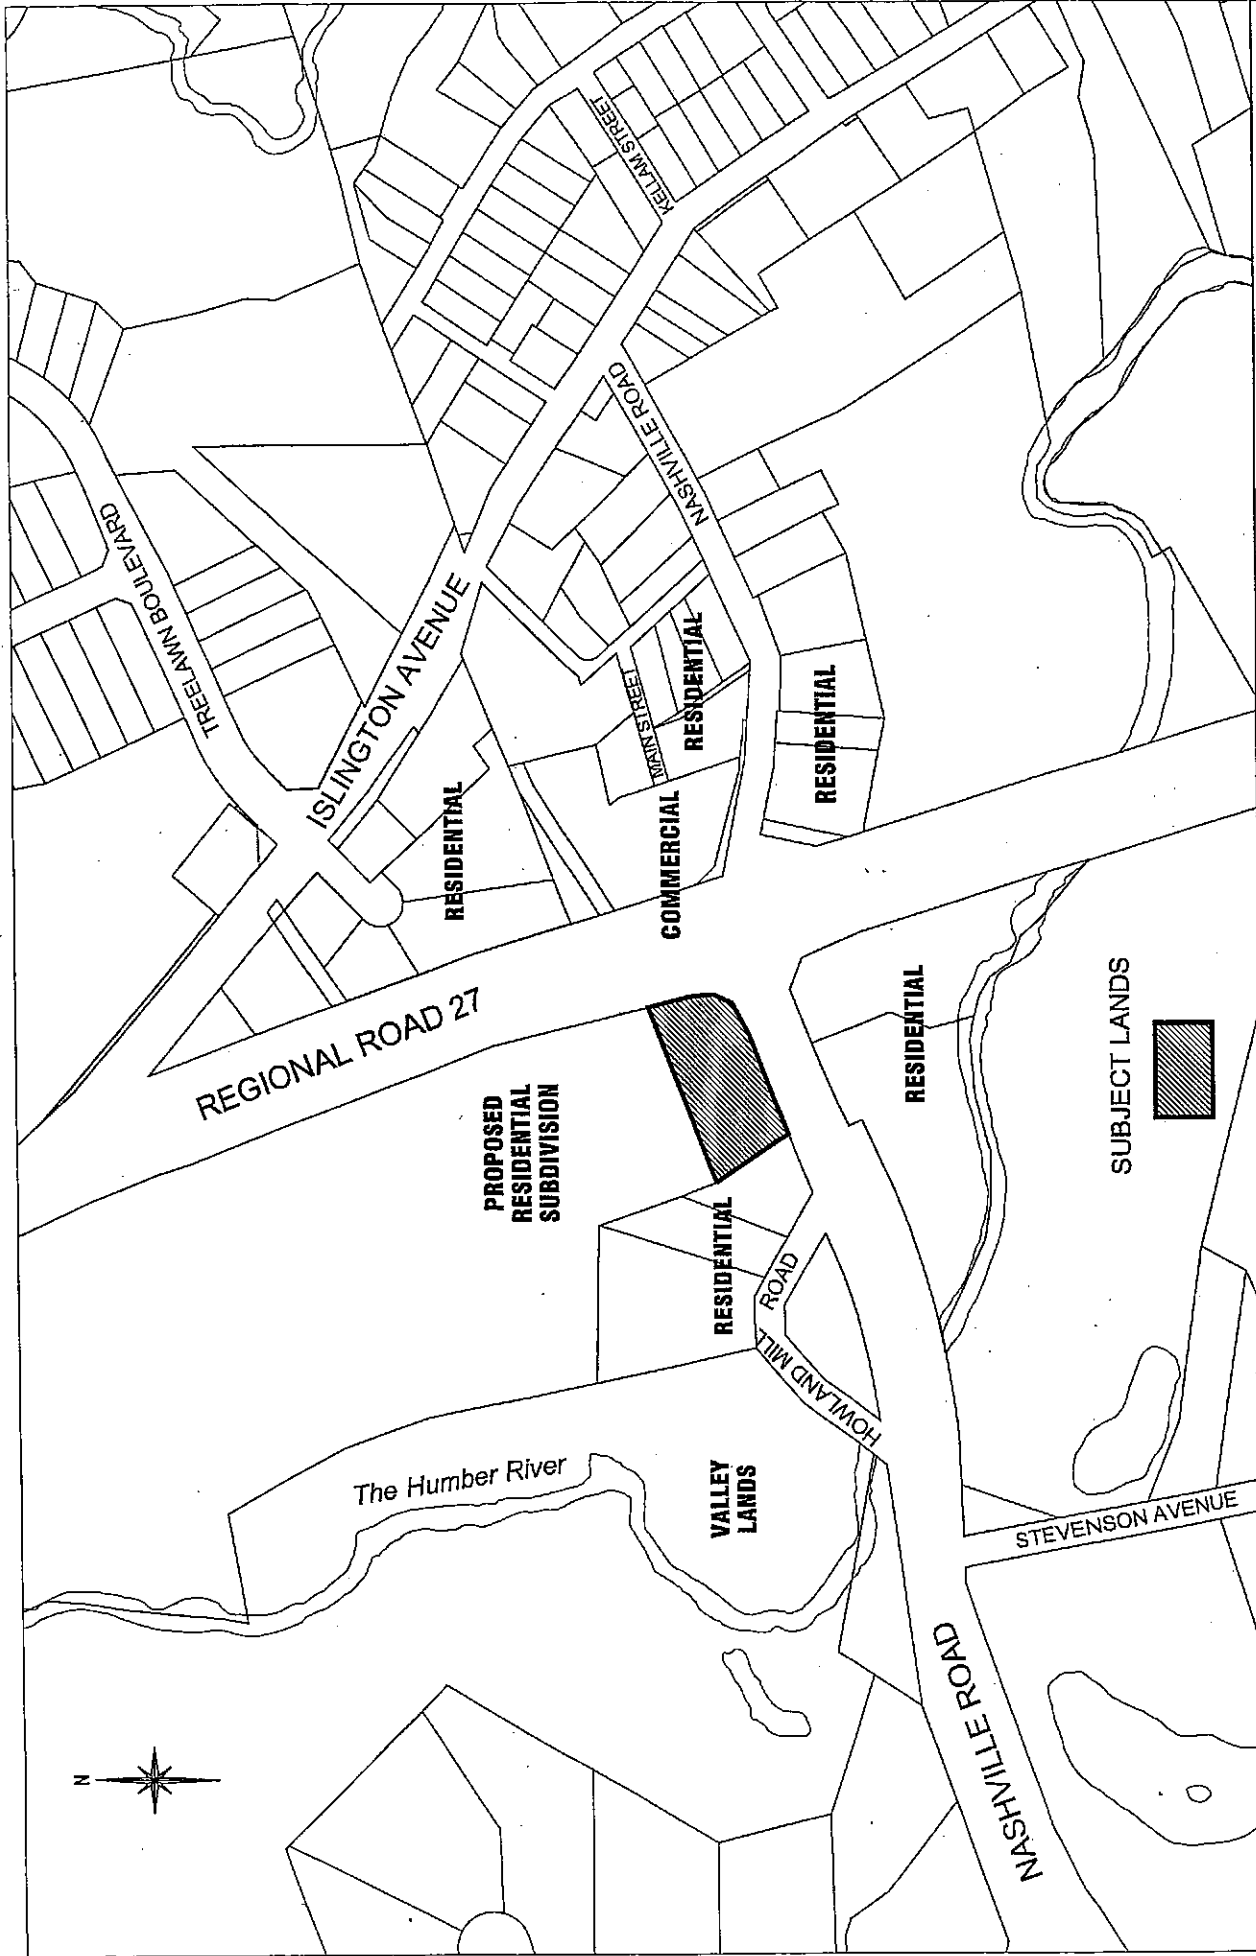 N
The Humber River
REGIONAL ROAD 27
TREELAWN BOULEVARD
ISLINGTON AVENUE
KELLAM STREET
NASHVILLE ROAD
MAIN STREET
PROPOSED
RESIDENTIAL
SUBDIVISION
RESIDENTIAL
COMMERCIAL
RESIDENTIAL
RESIDENTIAL
VALLEY
LANDS
RESIDENTIAL
HOWLAND MILL
ROAD
RESIDENTIAL
NASHVILLE ROAD
STEVENSON AVENUE
SUBJECT LANDS